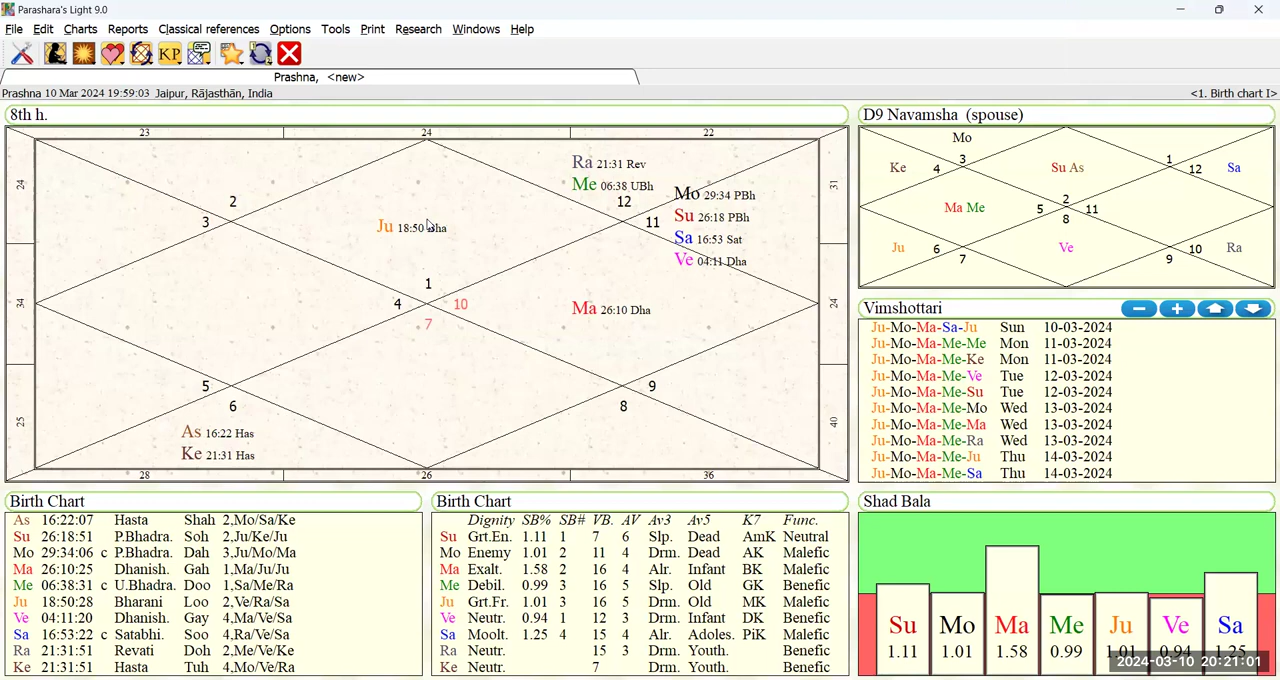 Parashara's Light 9.0
File Edit Charts Reports Classical references Options Tools Print Research Windows Help
KP
Prashna, <new>
Prashna 10 Mar 2024 19:59:03 Jaipur, Rājasthān, India
<1. Birth chart I>
8th h.
23 24 22
24 31
34 24
25 40
28 26 36
2
3
Ra 21:31 Rev
Me 06:38 UBh
12
11
Mo 29:34 PBh
Su 26:18 PBh
Sa 16:53 Sat
Ve 04:11 Dha
Ju 18:50
1
4 10
7
Ma 26:10 Dha
5
6
9
8
As 16:22 Has
Ke 21:31 Has
D9 Navamsha (spouse)
Mo
3
Ke 4
Su As
1
12 Sa
Ma Me
5 2 11
8
Ju 6
7
Ve
10 Ra
9
Vimshottari
Ju-Mo-Ma-Sa-Ju Sun 10-03-2024
Ju-Mo-Ma-Me-Me Mon 11-03-2024
Ju-Mo-Ma-Me-Ke Mon 11-03-2024
Ju-Mo-Ma-Me-Ve Tue 12-03-2024
Ju-Mo-Ma-Me-Su Tue 12-03-2024
Ju-Mo-Ma-Me-Mo Wed 13-03-2024
Ju-Mo-Ma-Me-Ma Wed 13-03-2024
Ju-Mo-Ma-Me-Ra Wed 13-03-2024
Ju-Mo-Ma-Me-Ju Thu 14-03-2024
Ju-Mo-Ma-Me-Sa Thu 14-03-2024
Birth Chart
As 16:22:07 Hasta Shah 2,Mo/Sa/Ke
Su 26:18:51 P.Bhadra. Soh 2,Ju/Ke/Ju
Mo 29:34:06 c P.Bhadra. Dah 3,Ju/Mo/Ma
Ma 26:10:25 Dhanish. Gah 1,Ma/Ju/Ju
Me 06:38:31 c U.Bhadra. Doo 1,Sa/Me/Ra
Ju 18:50:28 Bharani Loo 2,Ve/Ra/Sa
Ve 04:11:20 Dhanish. Gay 4,Ma/Ve/Sa
Sa 16:53:22 c Satabhi. Soo 4,Ra/Ve/Sa
Ra 21:31:51 Revati Doh 2,Me/Ve/Ke
Ke 21:31:51 Hasta Tuh 4,Mo/Ve/Ra
Birth Chart
Dignity SB% SB# VB. AV Av3 Av5 K7 Func.
Su Grt.En. 1.11 1 7 6 Slp. Dead AmK Neutral
Mo Enemy 1.01 2 11 4 Drm. Dead AK Malefic
Ma Exalt. 1.58 2 16 4 Alr. Infant BK Malefic
Me Debil. 0.99 3 16 5 Slp. Old GK Benefic
Ju Grt.Fr. 1.01 3 16 5 Drm. Old MK Malefic
Ve Neutr. 0.94 1 12 3 Drm. Infant DK Benefic
Sa Moolt. 1.25 4 15 4 Alr. Adoles. PiK Malefic
Ra Neutr. 15 3 Drm. Youth. Benefic
Ke Neutr. 7 Drm. Youth. Benefic
Shad Bala
Su Mo Ma Me Ju Ve Sa
1.11 1.01 1.58 0.99 1.01 0.94 1.25
2024-03-10 20:21:01